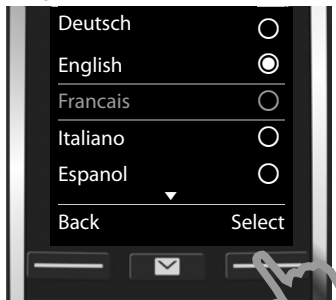 Deutsch
English
Francais
Italiano
Espanol
Back Select